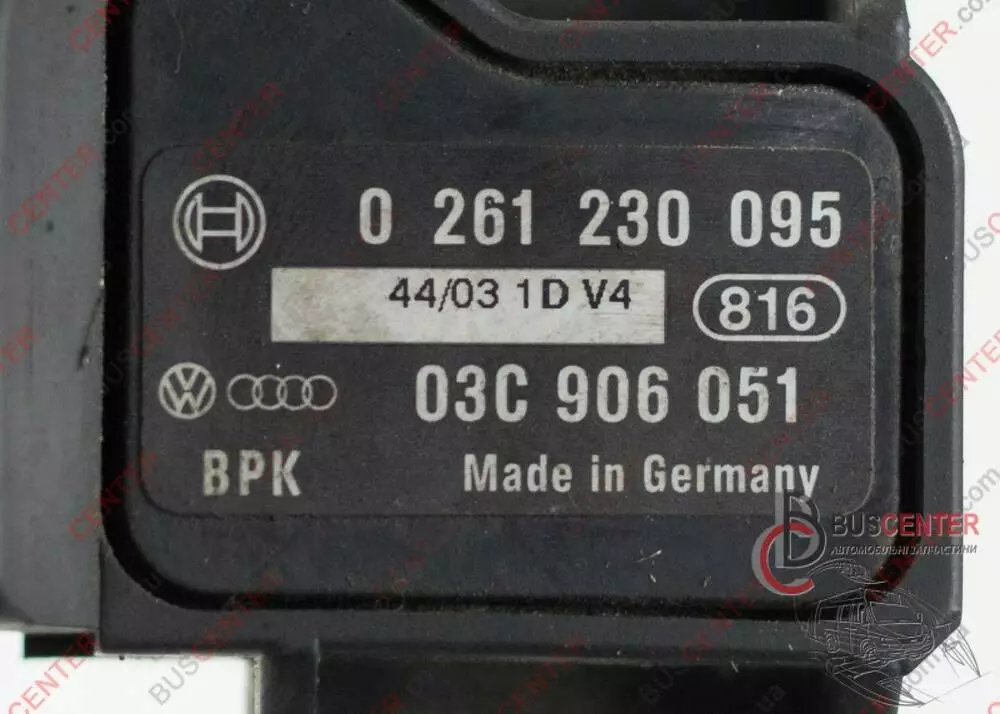 0 261 230 095
44/03 1D V4
816
03C 906 051
BPK
Made in Germany
BUSCENTER
АВТОМОБІЛЬНІ ЗАПЧАСТИНИ